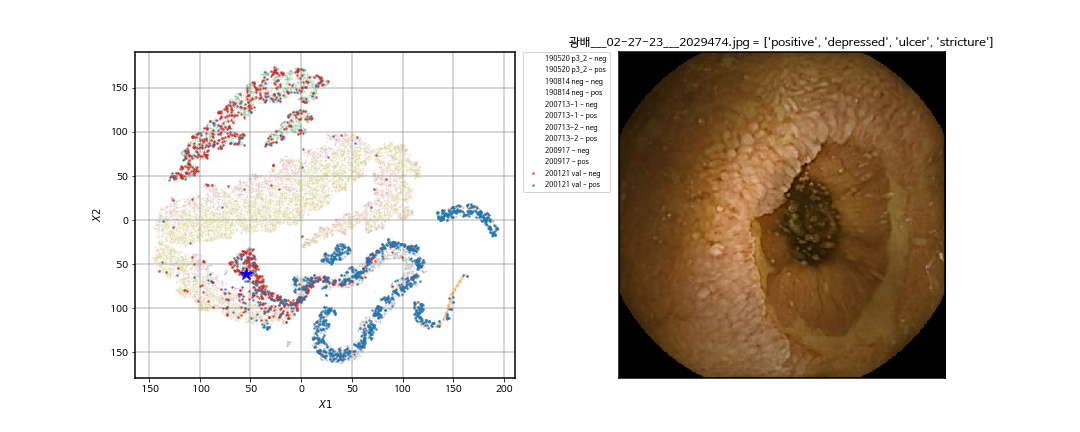 광배___02-27-23___2029474.jpg = ['positive', 'depressed', 'ulcer', 'stricture']
190520 p3_2 – neg
190520 p3_2 – pos
190814 neg – neg
190814 neg – pos
200713-1 – neg
200713-1 – pos
200713-2 – neg
200713-2 – pos
200917 – neg
200917 – pos
200121 val – neg
200121 val – pos
X2
150
100
50
0
50
100
150
150 100 50 0 50 100 150 200
X1